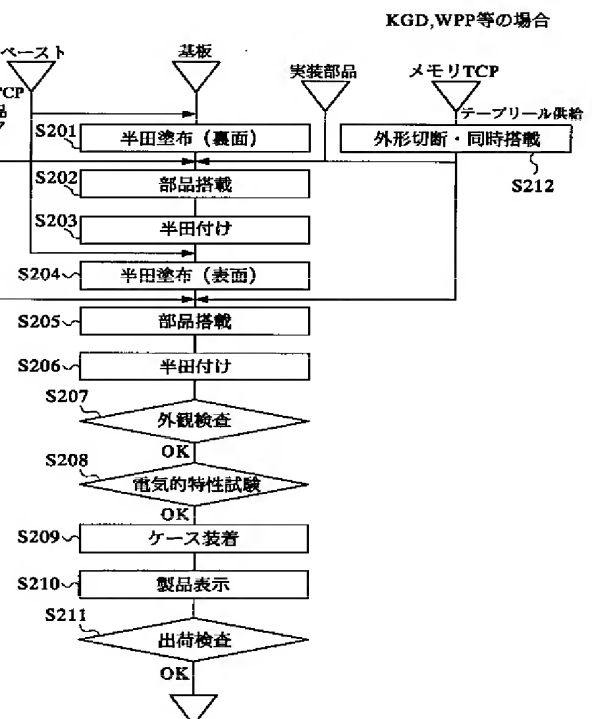 KGD,WPP等の場合
ペースト
基板
実装部品
メモリTCP
TCP
品
テープリール供給
S201
半田塗布（裏面）
外形切断・同時搭載
S212
S202
部品搭載
S203
半田付け
S204
半田塗布（表面）
S205
部品搭載
S206
半田付け
S207
外観検査
OK
S208
電気的特性試験
OK
S209
ケース装着
S210
製品表示
S211
出荷検査
OK